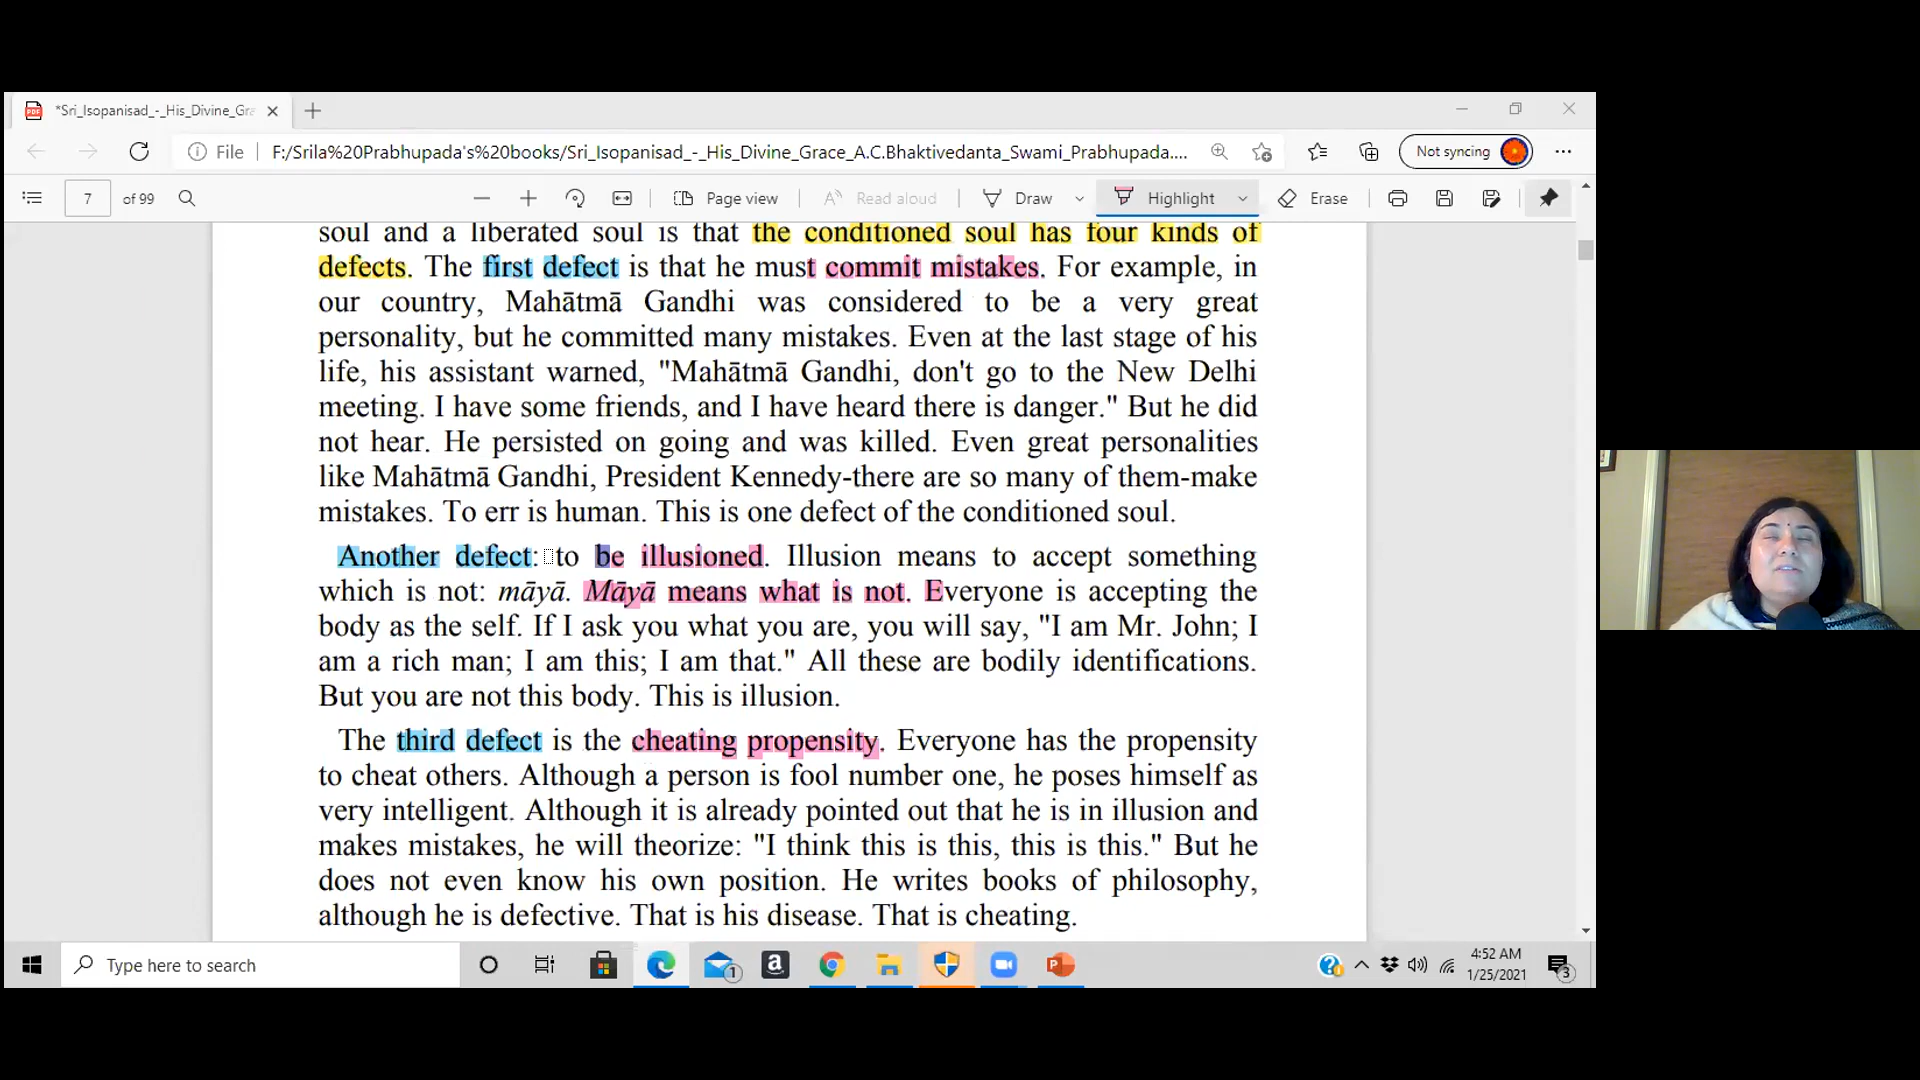 *Sri_Isopanisad_-_His_Divine_Gra
File
F:/Srila%20Prabhupada's%20books/Sri_Isopanisad_-_His_Divine_Grace_A.C.Bhaktivedanta_Swami_Prabhupada....
Not syncing
7 of 99
Page view
Read aloud
Draw
Highlight
Erase
soul and a liberated soul is that the conditioned soul has four kinds of
defects. The first defect is that he must commit mistakes. For example, in
our country, Mahātmā Gandhi was considered to be a very great
personality, but he committed many mistakes. Even at the last stage of his
life, his assistant warned, "Mahātmā Gandhi, don't go to the New Delhi
meeting. I have some friends, and I have heard there is danger." But he did
not hear. He persisted on going and was killed. Even great personalities
like Mahātmā Gandhi, President Kennedy-there are so many of them-make
mistakes. To err is human. This is one defect of the conditioned soul.
Another defect: to be illusioned. Illusion means to accept something
which is not: māyā. Māyā means what is not. Everyone is accepting the
body as the self. If I ask you what you are, you will say, "I am Mr. John; I
am a rich man; I am this; I am that." All these are bodily identifications.
But you are not this body. This is illusion.
The third defect is the cheating propensity. Everyone has the propensity
to cheat others. Although a person is fool number one, he poses himself as
very intelligent. Although it is already pointed out that he is in illusion and
makes mistakes, he will theorize: "I think this is this, this is this." But he
does not even know his own position. He writes books of philosophy,
although he is defective. That is his disease. That is cheating.
Type here to search
1
a
4:52 AM
1/25/2021
3